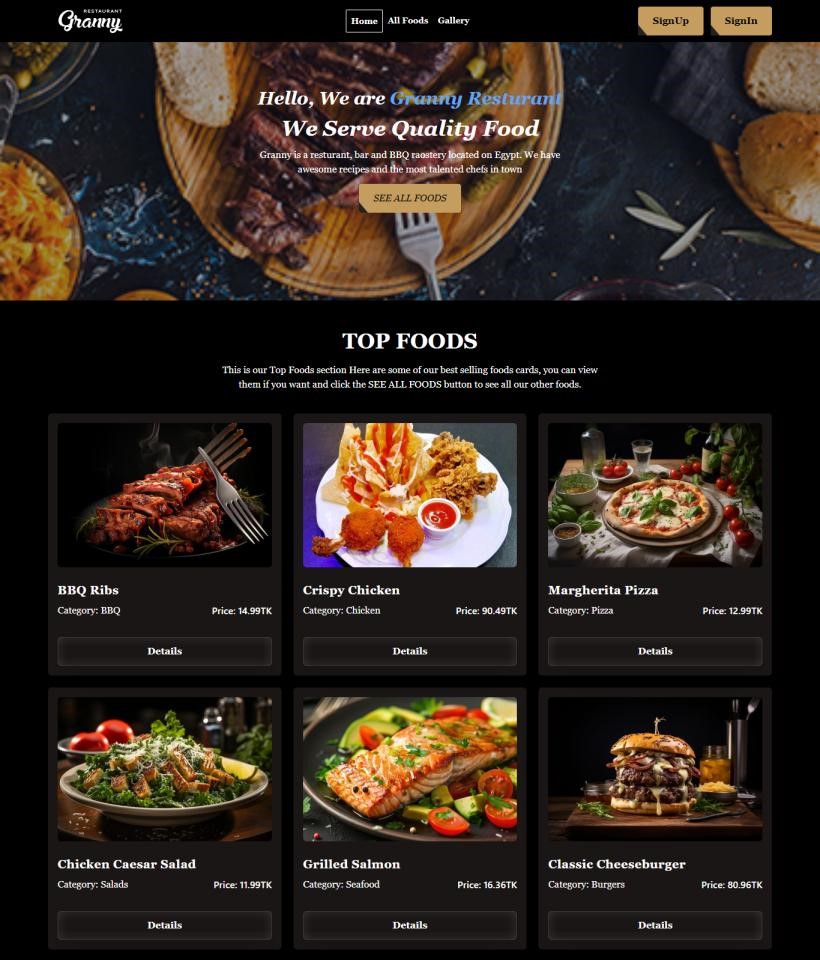 RESTAURANT
Granny
Home All Foods Gallery
SignUp SignIn
Hello, We are Granny Resturant
We Serve Quality Food
Granny is a resturant, bar and BBQ raostery located on Egypt. We have
awesome recipes and the most talented chefs in town
SEE ALL FOODS
TOP FOODS
This is our Top Foods section Here are some of our best selling foods cards, you can view
them if you want and click the SEE ALL FOODS button to see all our other foods.
BBQ Ribs
Category: BBQ Price: 14.99TK
Details
Crispy Chicken
Category: Chicken Price: 90.49TK
Details
Margherita Pizza
Category: Pizza Price: 12.99TK
Details
Chicken Caesar Salad
Category: Salads Price: 11.99TK
Details
Grilled Salmon
Category: Seafood Price: 16.36TK
Details
Classic Cheeseburger
Category: Burgers Price: 80.96TK
Details